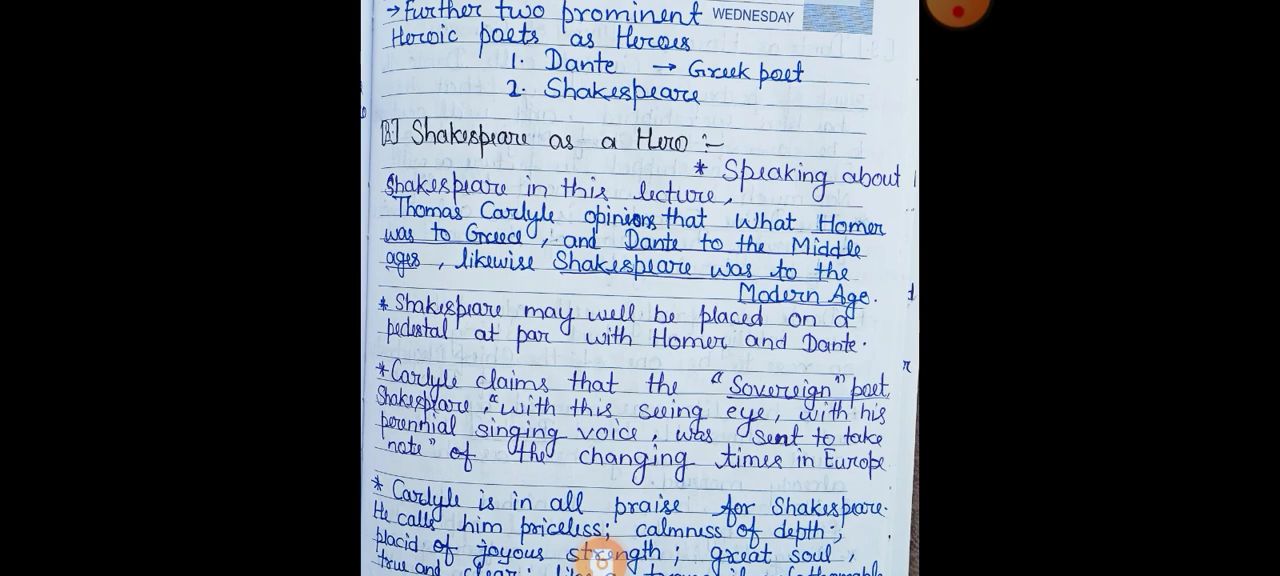 → Further two prominent WEDNESDAY
Heroic poets as Heroes
1. Dante → Greek poet
2. Shakespeare
[B] Shakespeare as a Hero :-
* Speaking about
Shakespeare in this lecture,
Thomas Carlyle opinions that what Homer
was to Greece, and Dante to the Middle
ages, likewise Shakespeare was to the
Modern Age.
* Shakespeare may well be placed on a
pedestal at par with Homer and Dante.
* Carlyle claims that the "Sovereign" poet,
Shakespeare, "with this seeing eye, with his
perennial singing voice, was sent to take
note" of the changing times in Europe
* Carlyle is in all praise for Shakespeare.
He calls him priceless; calmness of depth;
placid of joyous strength; great soul,
true and clear; like a